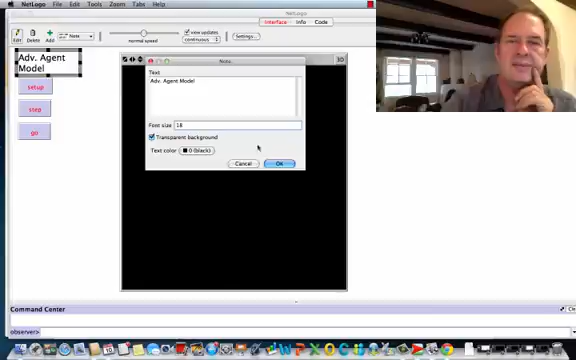 NetLogo File Edit Tools Zoom Tabs Help
NetLogo
Interface Info Code
Edit Delete Add
Note
normal speed
view updates
continuous
Settings...
Adv. Agent
Model
setup
step
go
3D
Note
Text
Adv. Agent Model
Font size 18
Transparent background
Text color 0 (black)
Cancel OK
Command Center
observer>